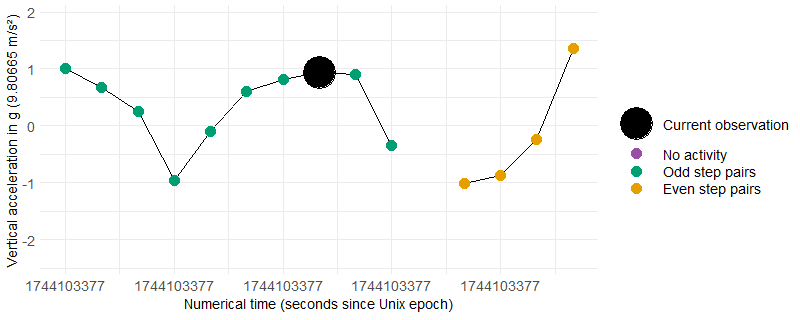 Vertical acceleration in g (9.80665 m/s²)
2
1
0
-1
-2
1744103377 1744103377 1744103377 1744103377 1744103377
Numerical time (seconds since Unix epoch)
Current observation
No activity
Odd step pairs
Even step pairs